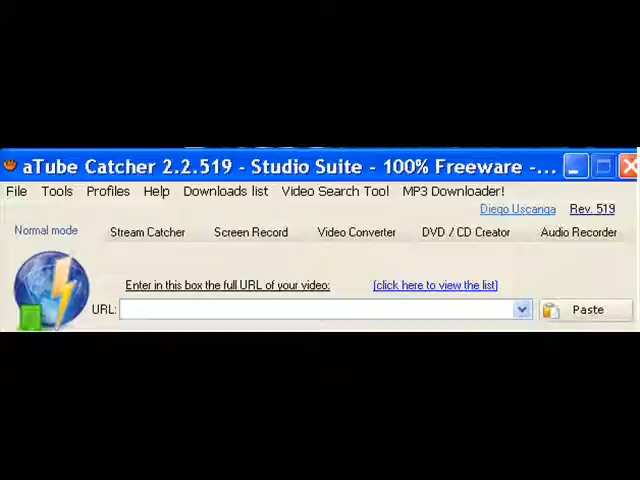 aTube Catcher 2.2.519 - Studio Suite - 100% Freeware -...
File Tools Profiles Help Downloads list Video Search Tool MP3 Downloader!
Diego Uscanga Rev. 519
Normal mode Stream Catcher Screen Record Video Converter DVD / CD Creator Audio Recorder
Enter in this box the full URL of your video: (click here to view the list)
URL: Paste